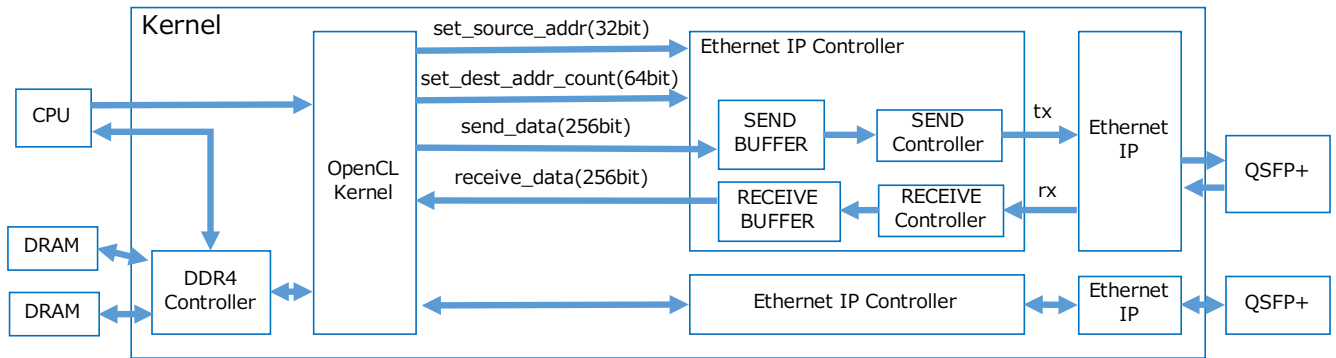 Kernel
set_source_addr(32bit)
Ethernet IP Controller
set_dest_addr_count(64bit)
CPU
send_data(256bit)
SEND
BUFFER
SEND
Controller
tx
Ethernet
IP
OpenCL
Kernel
QSFP+
receive_data(256bit)
RECEIVE
BUFFER
RECEIVE
Controller
rx
DRAM
DDR4
Controller
DRAM
Ethernet IP Controller
Ethernet
IP
QSFP+